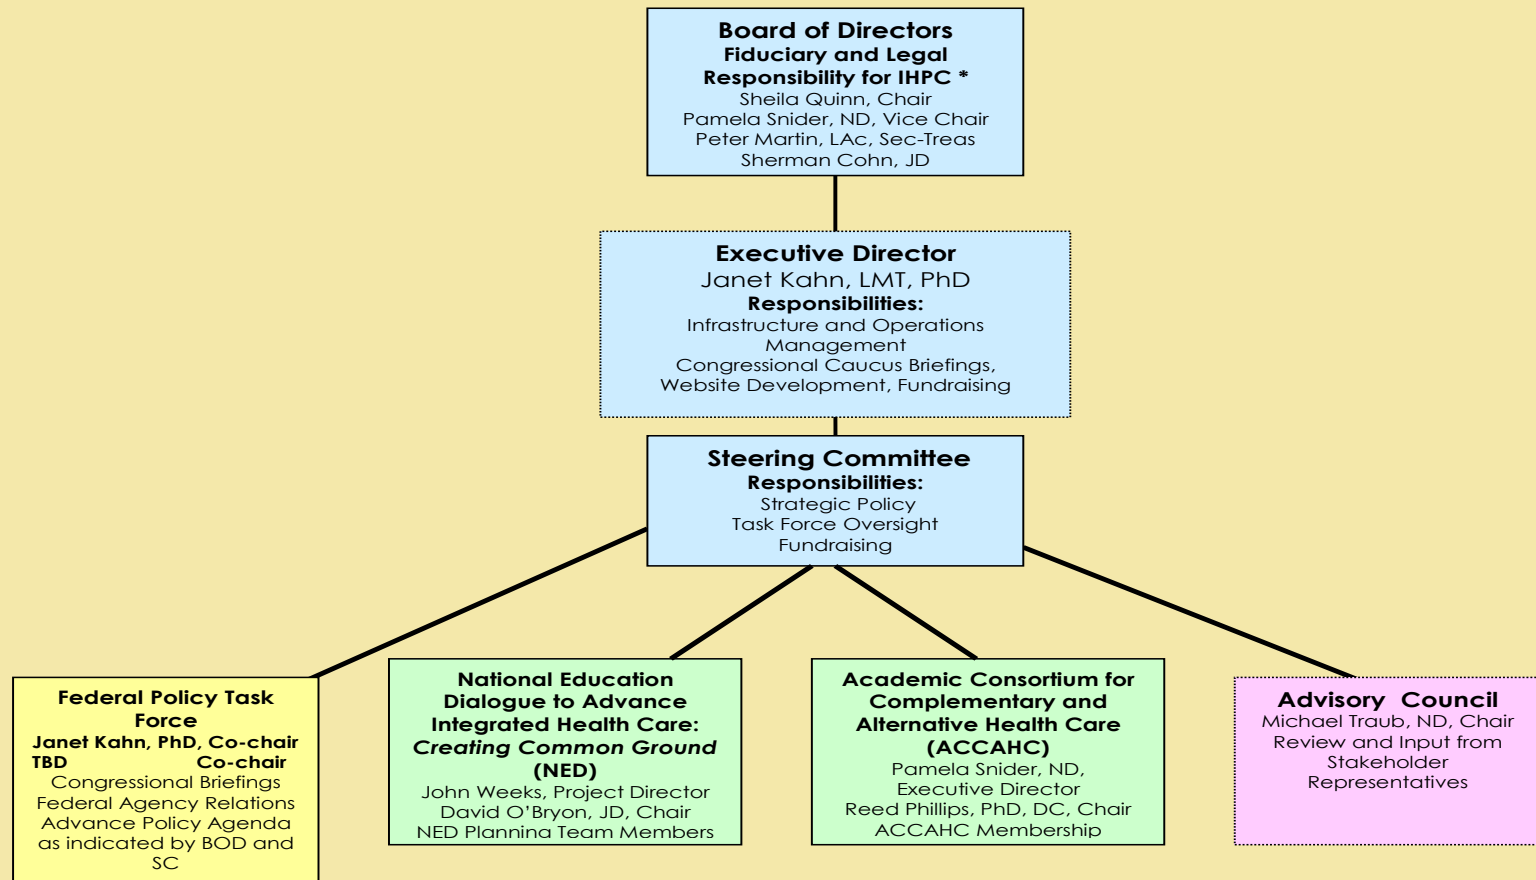 Board of Directors
Fiduciary and Legal
Responsibility for IHPC *
Sheila Quinn, Chair
Pamela Snider, ND, Vice Chair
Peter Martin, LAc, Sec-Treas
Sherman Cohn, JD
Executive Director
Janet Kahn, LMT, PhD
Responsibilities:
Infrastructure and Operations
Management
Congressional Caucus Briefings,
Website Development, Fundraising
Steering Committee
Responsibilities:
Strategic Policy
Task Force Oversight
Fundraising
Federal Policy Task
Force
Janet Kahn, PhD, Co-chair
TBD Co-chair
Congressional Briefings
Federal Agency Relations
Advance Policy Agenda
as indicated by BOD and
SC
National Education
Dialogue to Advance
Integrated Health Care:
Creating Common Ground
(NED)
John Weeks, Project Director
David O’Bryon, JD, Chair
NED Planning Team Members
Academic Consortium for
Complementary and
Alternative Health Care
(ACCAHC)
Pamela Snider, ND,
Executive Director
Reed Phillips, PhD, DC, Chair
ACCAHC Membership
Advisory Council
Michael Traub, ND, Chair
Review and Input from
Stakeholder
Representatives